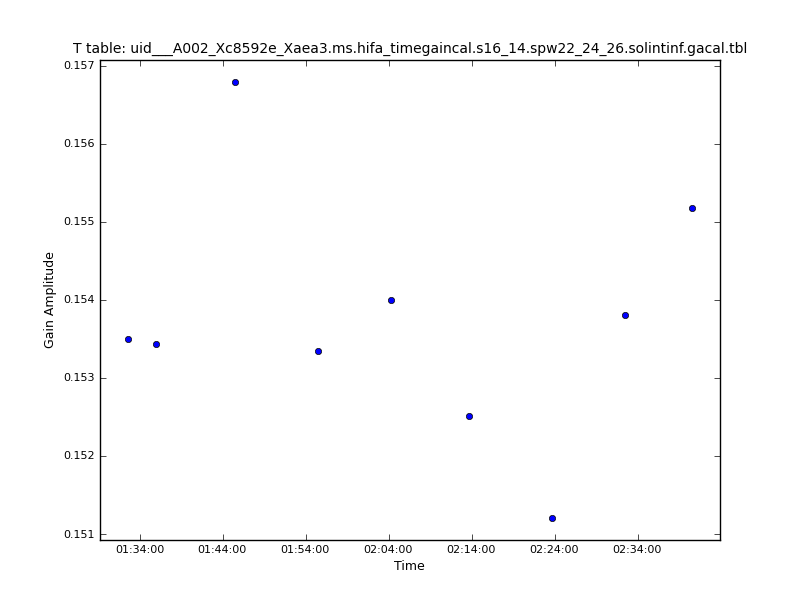 T table: uid___A002_Xc8592e_Xaea3.ms.hifa_timegaincal.s16_14.spw22_24_26.solintinf.gacal.tbl
0.157
0.156
0.155
0.154
0.153
0.152
0.151
Gain Amplitude
01:34:00 01:44:00 01:54:00 02:04:00 02:14:00 02:24:00 02:34:00
Time